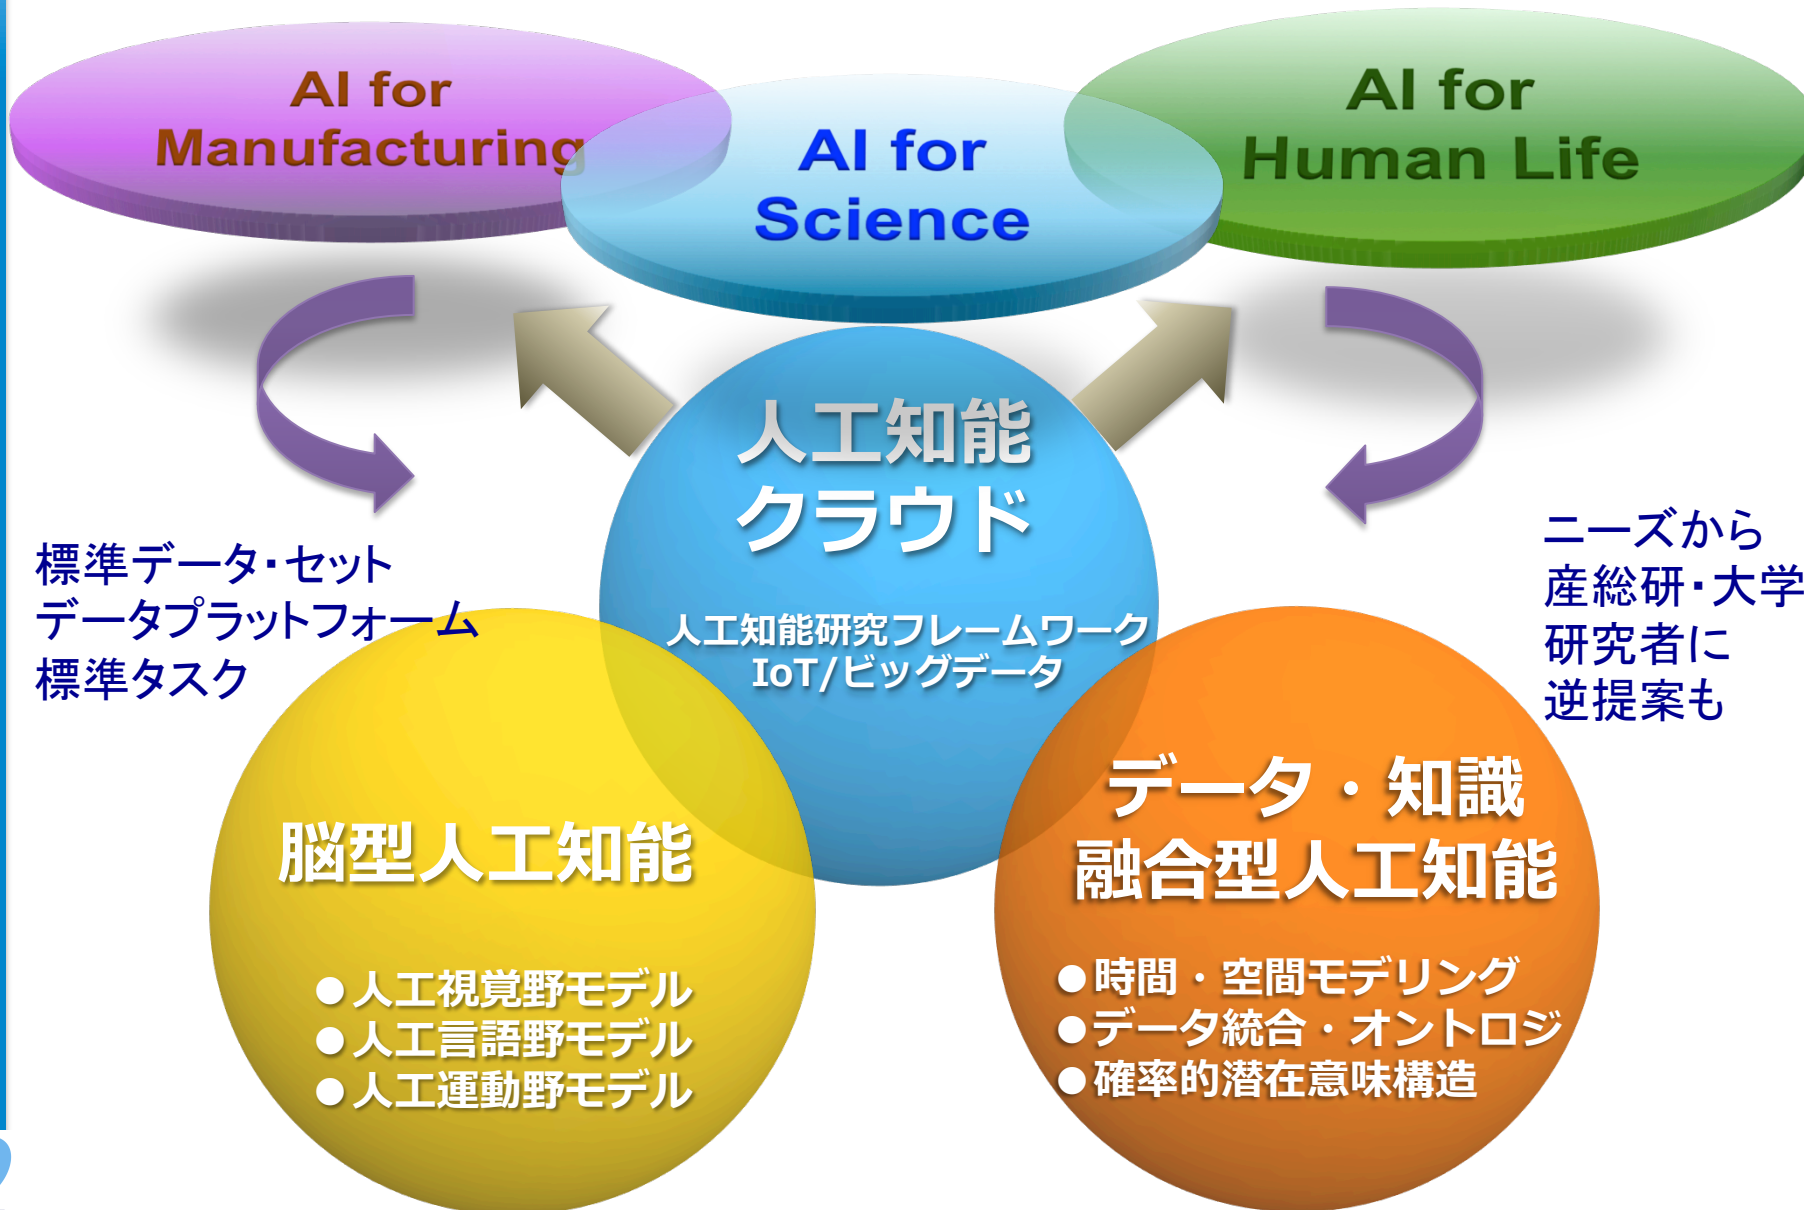 AI for
Manufacturing
AI for
Science
AI for
Human Life
人工知能
クラウド
人工知能研究フレームワーク
IoT/ビッグデータ
標準データ・セット
データプラットフォーム
標準タスク
ニーズから
産総研・大学
研究者に
逆提案も
脳型人工知能
●人工視覚野モデル
●人工言語野モデル
●人工運動野モデル
データ・知識
融合型人工知能
●時間・空間モデリング
●データ統合・オントロジ
●確率的潜在意味構造